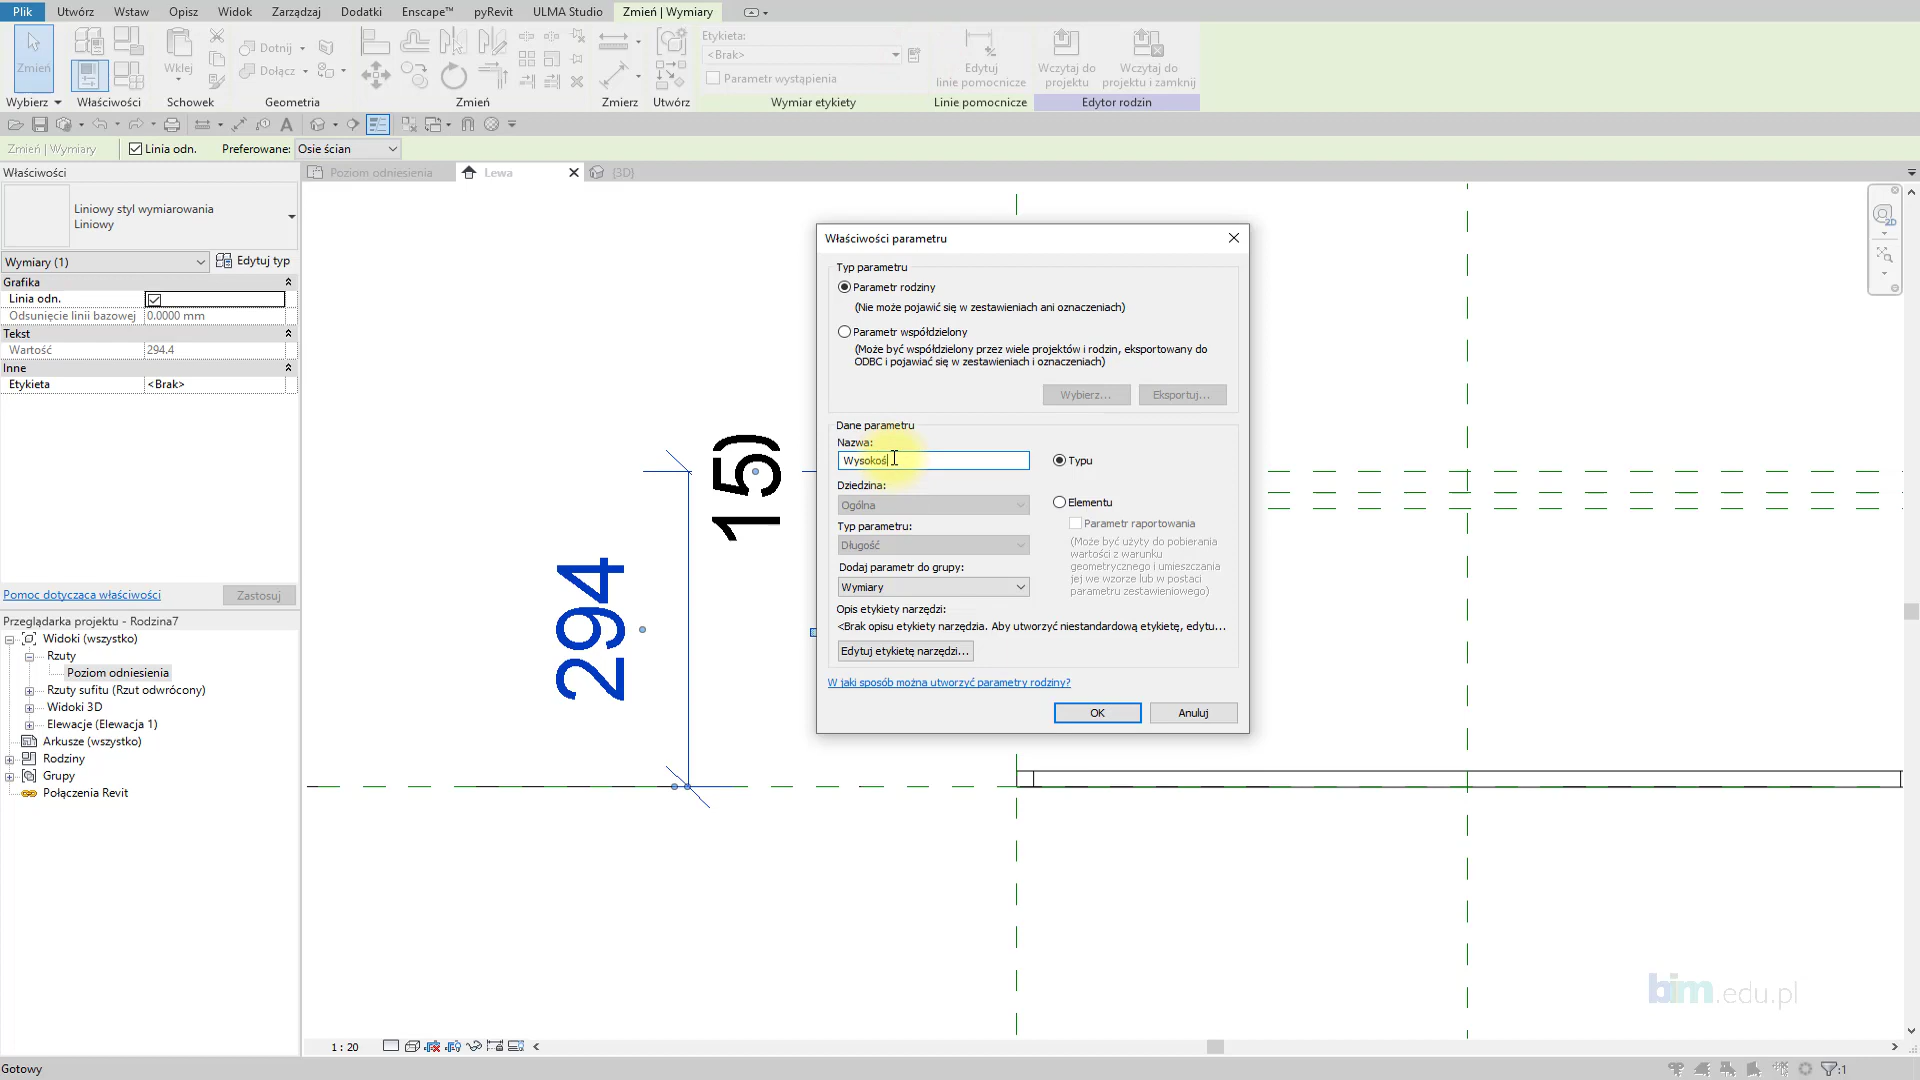 Plik Utwórz Wstaw Opisz Widok Zarządzaj Dodatki Enscape™ pyRevit ULMA Studio Zmień | Wymiary
Zmień
Wklej
Dotnij
Dołącz
Etykieta:
<Brak>
Parametr wystąpienia
Edytuj
linie pomocnicze
Wczytaj do
projektu
Wczytaj do
projektu i zamknij
Wybierz Właściwości Schowek Geometria Zmień Zmierz Utwórz Wymiar etykiety Linie pomocnicze Edytor rodzin
Zmień | Wymiary Linia odn. Preferowane: Osie ścian
Właściwości
Poziom odniesienia Lewa {3D}
Liniowy styl wymiarowania
Liniowy
Wymiary (1) Edytuj typ
Grafika
Linia odn.
Odsunięcie linii bazowej 0.0000 mm
Tekst
Wartość 294.4
Inne
Etykieta <Brak>
Pomoc dotycząca właściwości Zastosuj
Przeglądarka projektu - Rodzina7
Widoki (wszystko)
Rzuty
Poziom odniesienia
Rzuty sufitu (Rzut odwrócony)
Widoki 3D
Elewacje (Elewacja 1)
Arkusze (wszystko)
Rodziny
Grupy
Połączenia Revit
15)
294
Właściwości parametru
Typ parametru
Parametr rodziny
(Nie może pojawić się w zestawieniach ani oznaczeniach)
Parametr współdzielony
(Może być współdzielony przez wiele projektów i rodzin, eksportowany do
ODBC i pojawiać się w zestawieniach i oznaczeniach)
Wybierz... Eksportuj...
Dane parametru
Nazwa:
Wysokoś
Typu
Dziedzina:
Ogólna
Elementu
Typ parametru:
Parametr raportowania
Długość
(Może być użyty do pobierania
wartości z warunku
geometrycznego i umieszczania
jej we wzorze lub w postaci
parametru zestawieniowego)
Dodaj parametr do grupy:
Wymiary
Opis etykiety narzędzi:
<Brak opisu etykiety narzędzia. Aby utworzyć niestandardową etykietę, edytu...
Edytuj etykietę narzędzi...
W jaki sposób można utworzyć parametry rodziny?
OK Anuluj
2D
bim.edu.pl
1 : 20
Gotowy
:1